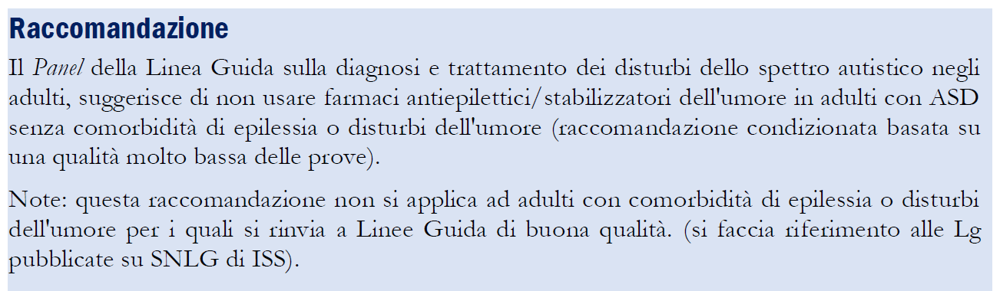 Raccomandazione
Il Panel della Linea Guida sulla diagnosi e trattamento dei disturbi dello spettro autistico negli
adulti, suggerisce di non usare farmaci antiepilettici/stabilizzatori dell'umore in adulti con ASD
senza comorbidità di epilessia o disturbi dell'umore (raccomandazione condizionata basata su
una qualità molto bassa delle prove).
Note: questa raccomandazione non si applica ad adulti con comorbidità di epilessia o disturbi
dell'umore per i quali si rinvia a Linee Guida di buona qualità. (si faccia riferimento alle Lg
pubblicate su SNLG di ISS).